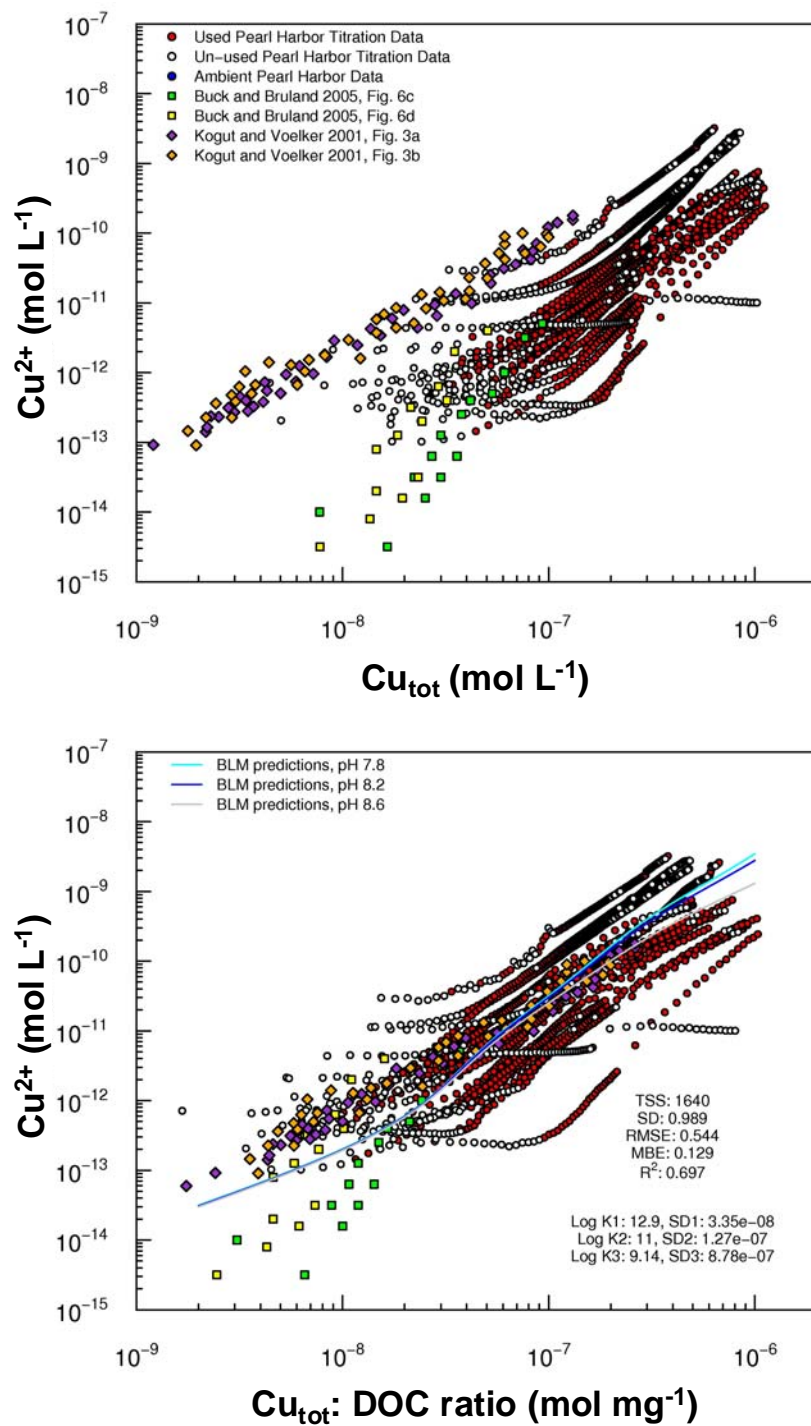 10⁻⁷
Used Pearl Harbor Titration Data
Un-used Pearl Harbor Titration Data
Ambient Pearl Harbor Data
Buck and Bruland 2005, Fig. 6c
Buck and Bruland 2005, Fig. 6d
Kogut and Voelker 2001, Fig. 3a
Kogut and Voelker 2001, Fig. 3b
10⁻⁸
10⁻⁹
10⁻¹⁰
10⁻¹¹
10⁻¹²
10⁻¹³
10⁻¹⁴
10⁻¹⁵
Cu²⁺ (mol L⁻¹)
10⁻⁹ 10⁻⁸ 10⁻⁷ 10⁻⁶
Cuₜₒₜ (mol L⁻¹)
10⁻⁷
BLM predictions, pH 7.8
BLM predictions, pH 8.2
BLM predictions, pH 8.6
10⁻⁸
10⁻⁹
10⁻¹⁰
10⁻¹¹
10⁻¹²
10⁻¹³
10⁻¹⁴
10⁻¹⁵
Cu²⁺ (mol L⁻¹)
TSS: 1640
SD: 0.989
RMSE: 0.544
MBE: 0.129
R²: 0.697
Log K1: 12.9, SD1: 3.35e−08
Log K2: 11, SD2: 1.27e−07
Log K3: 9.14, SD3: 8.78e−07
10⁻⁹ 10⁻⁸ 10⁻⁷ 10⁻⁶
Cuₜₒₜ: DOC ratio (mol mg⁻¹)